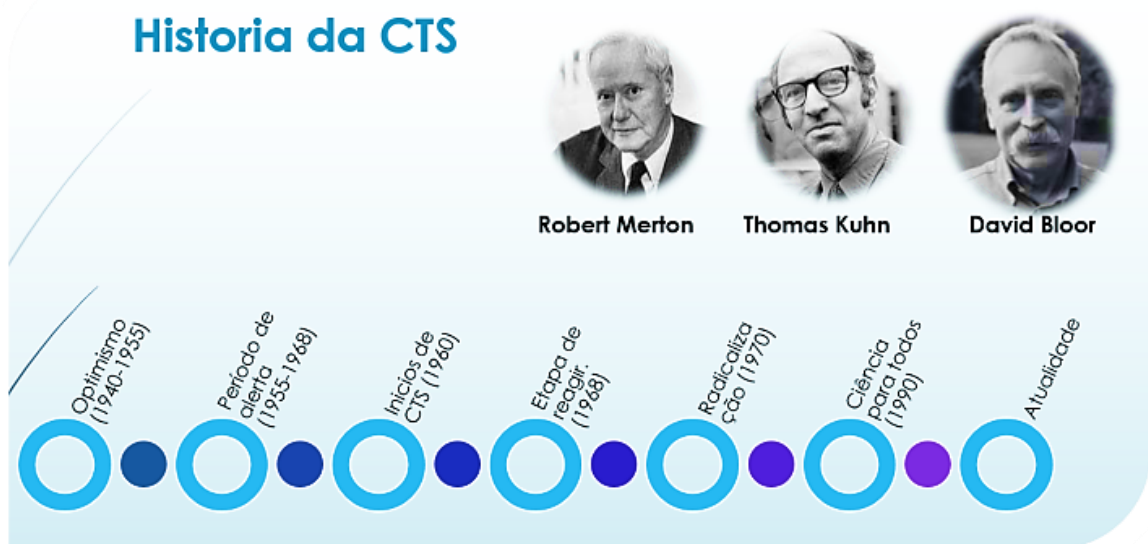 Historia da CTS
Robert Merton
Thomas Kuhn
David Bloor
Optimismo
(1940-1955)
Período de
alerta
(1955-1968)
Inicios de
CTS (1960)
Etapa de
reagir.
(1968)
Radicaliza
ção (1970)
Ciência
para todos
(1990)
Atualidade